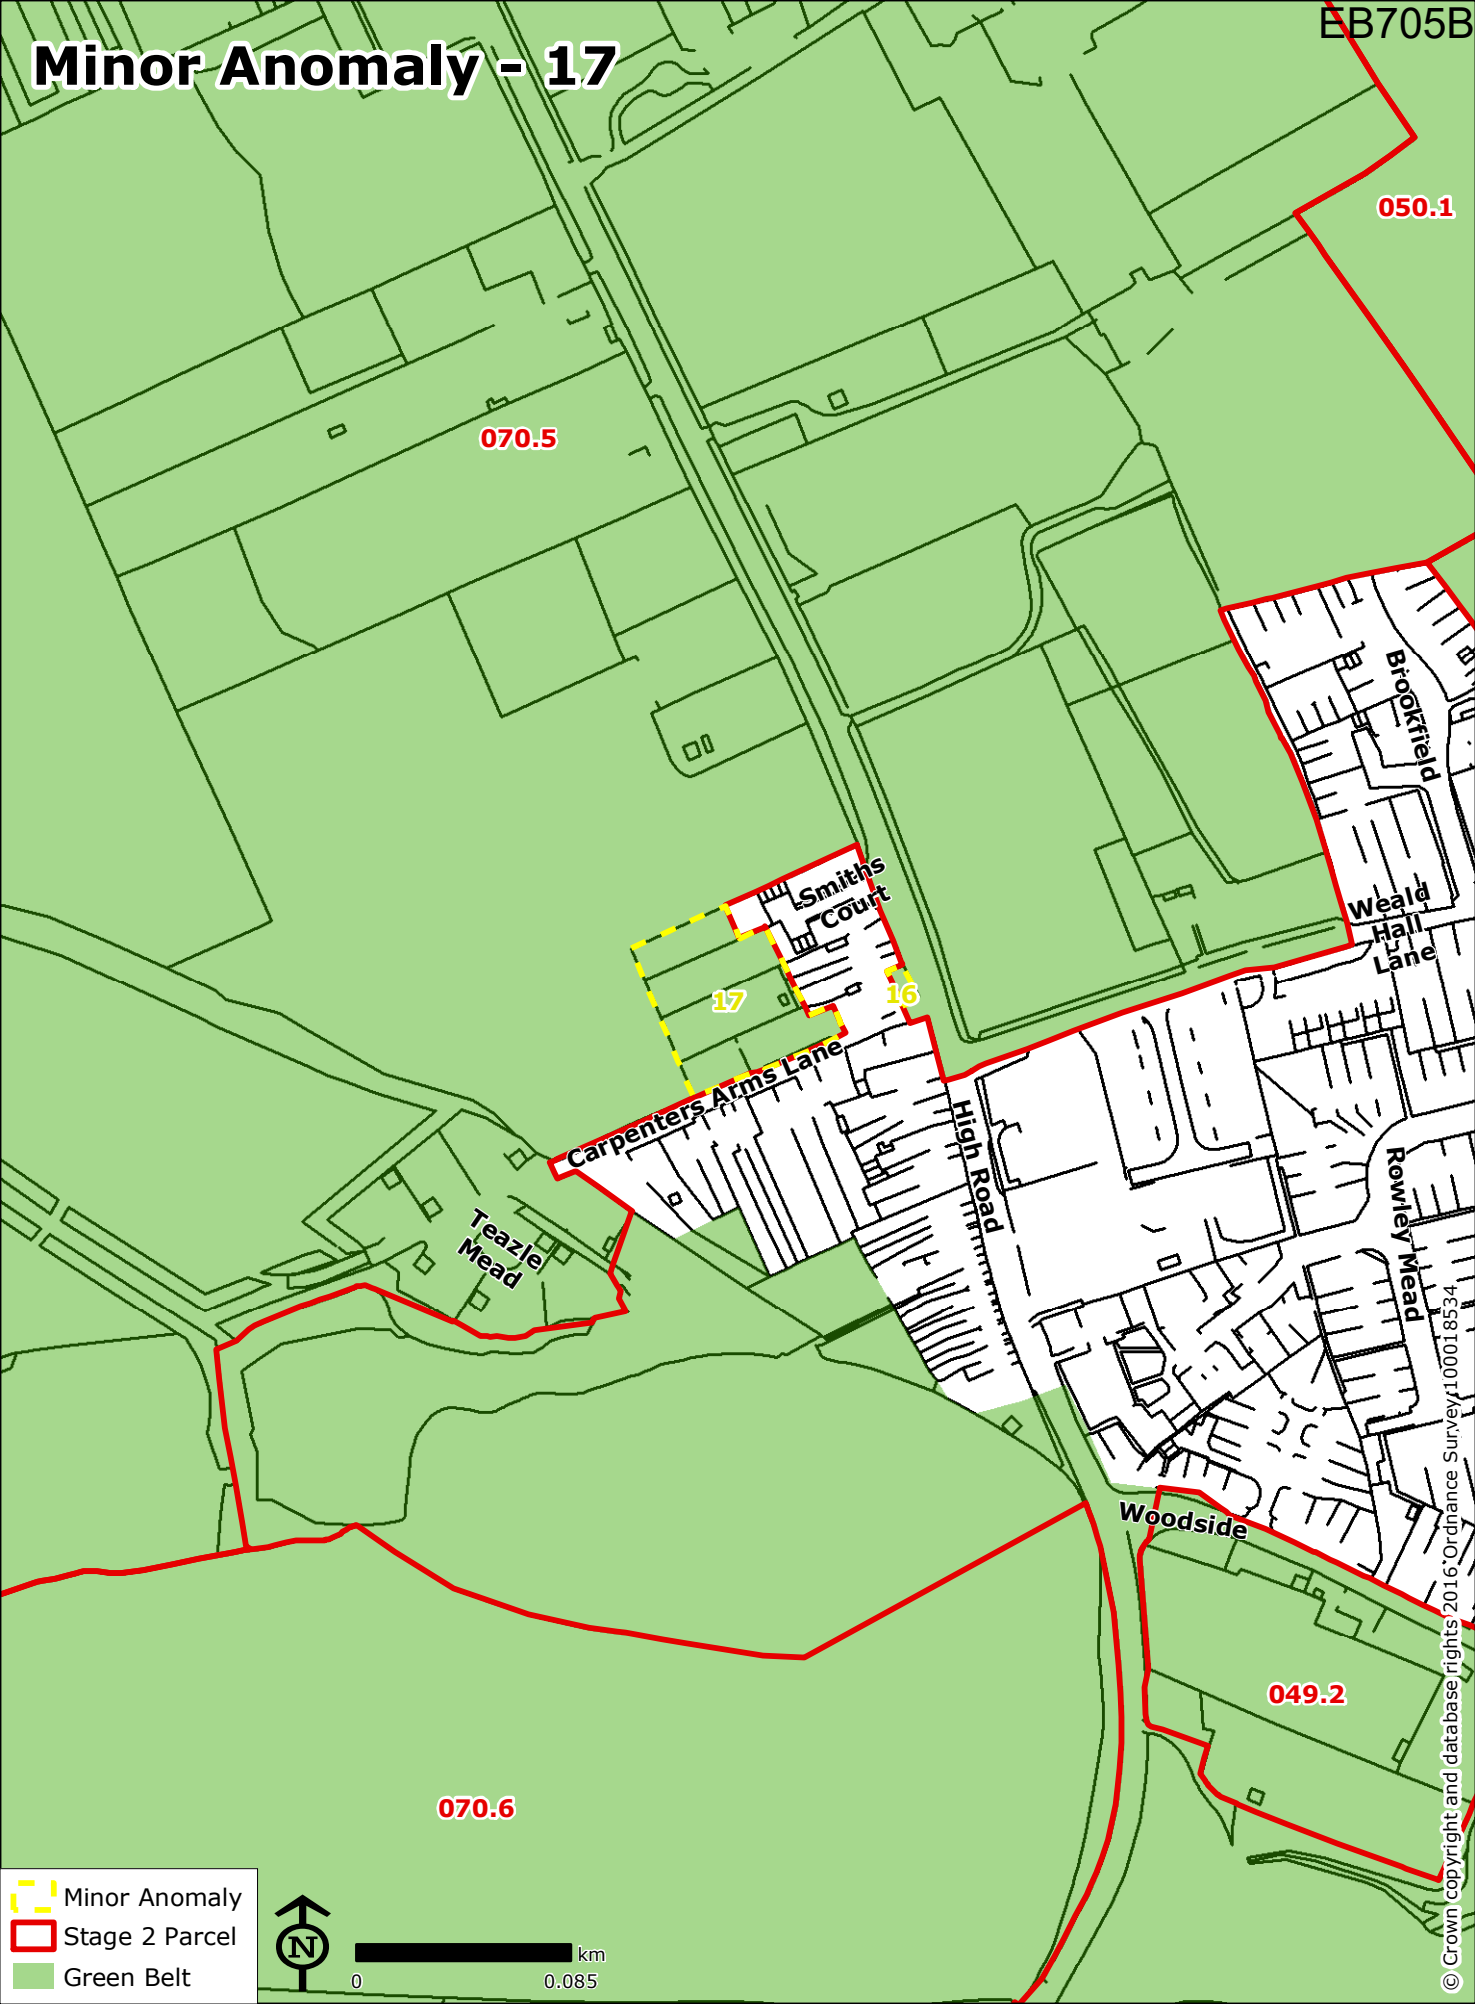 EB705B
Minor Anomaly - 17
050.1
070.5
Brookfield
Smiths
Court
Weald
Hall
Lane
17
16
Carpenters Arms Lane
High Road
Rowley Mead
Teazle
Mead
Woodside
049.2
070.6
Minor Anomaly
Stage 2 Parcel
Green Belt
N
km
0
0.085
© Crown copyright and database rights 2016 Ordnance Survey 100018534